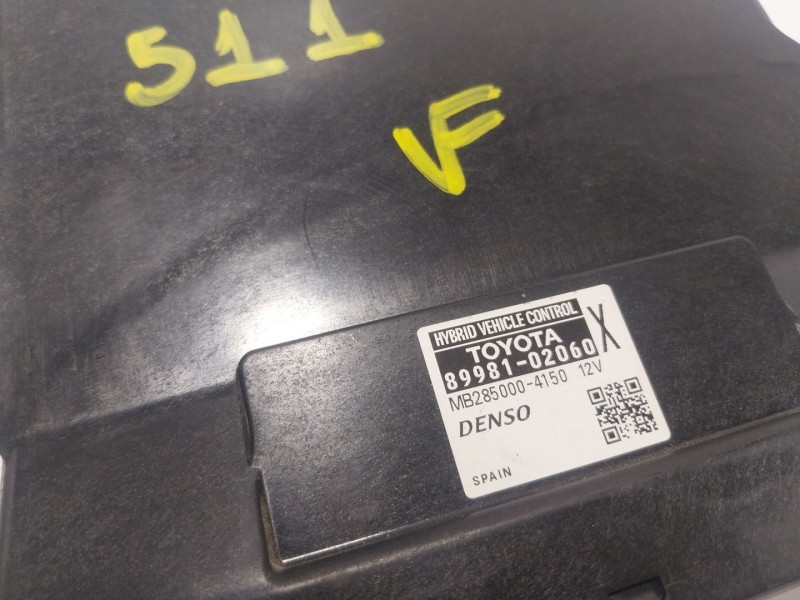 511
VF
HYBRID VEHICLE CONTROL
TOYOTA
89981-02060 X
MB285000-4150 12V
DENSO
SPAIN